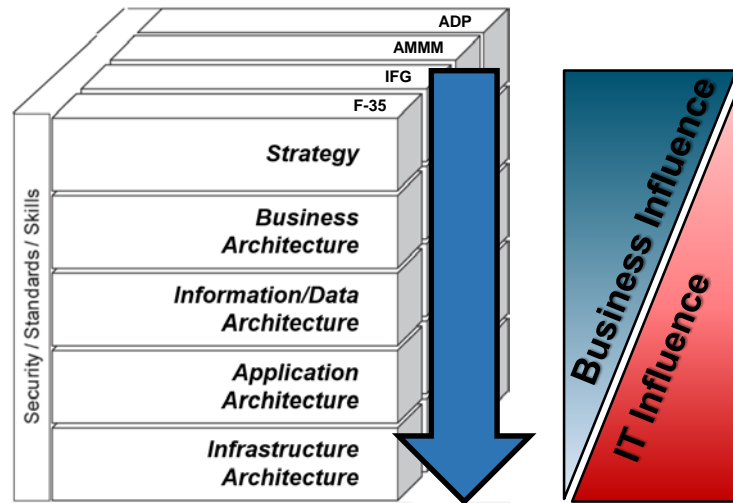 ADP
AMMM
IFG
F-35
Strategy
Business
Architecture
Information/Data
Architecture
Application
Architecture
Infrastructure
Architecture
Security / Standards / Skills
Business Influence
IT Influence